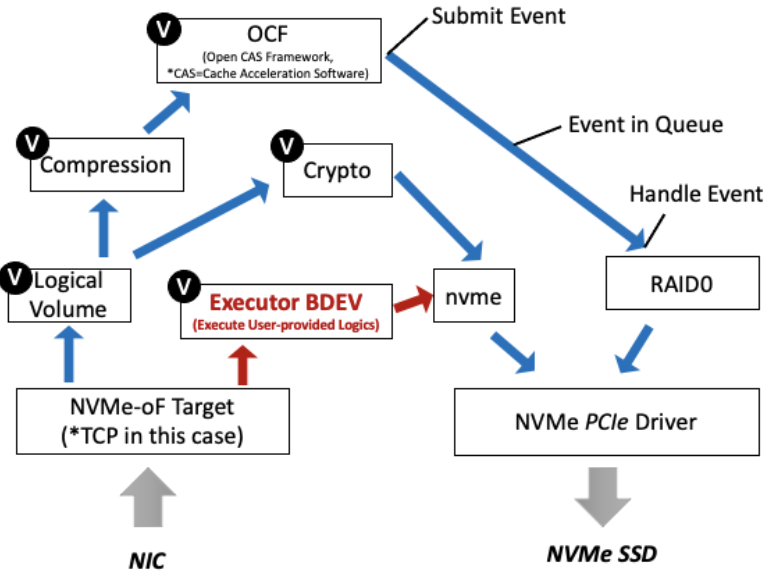 Submit Event
V
OCF
(Open CAS Framework,
*CAS=Cache Acceleration Software)
Event in Queue
V
Compression
V
Crypto
Handle Event
V
Logical
Volume
V
Executor BDEV
(Execute User-provided Logics)
nvme
RAID0
NVMe-oF Target
(*TCP in this case)
NVMe PCIe Driver
NIC
NVMe SSD